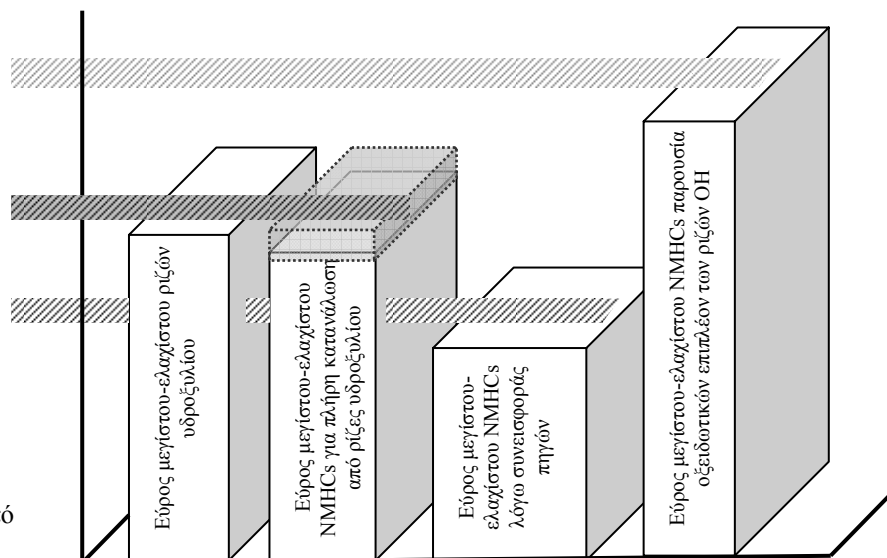 Εύρος μεγίστου-ελαχίστου ριζών
υδροξυλίου
Εύρος μεγίστου-ελαχίστου
NMHCs για πλήρη κατανάλωση
από ρίζες υδροξυλίου
Εύρος μεγίστου-
ελαχίστου NMHCs
λόγω συνεισφοράς
πηγών
Εύρος μεγίστου-ελαχίστου NMHCs παρουσία
οξειδωτικών επιπλέον των ριζών ΟΗ